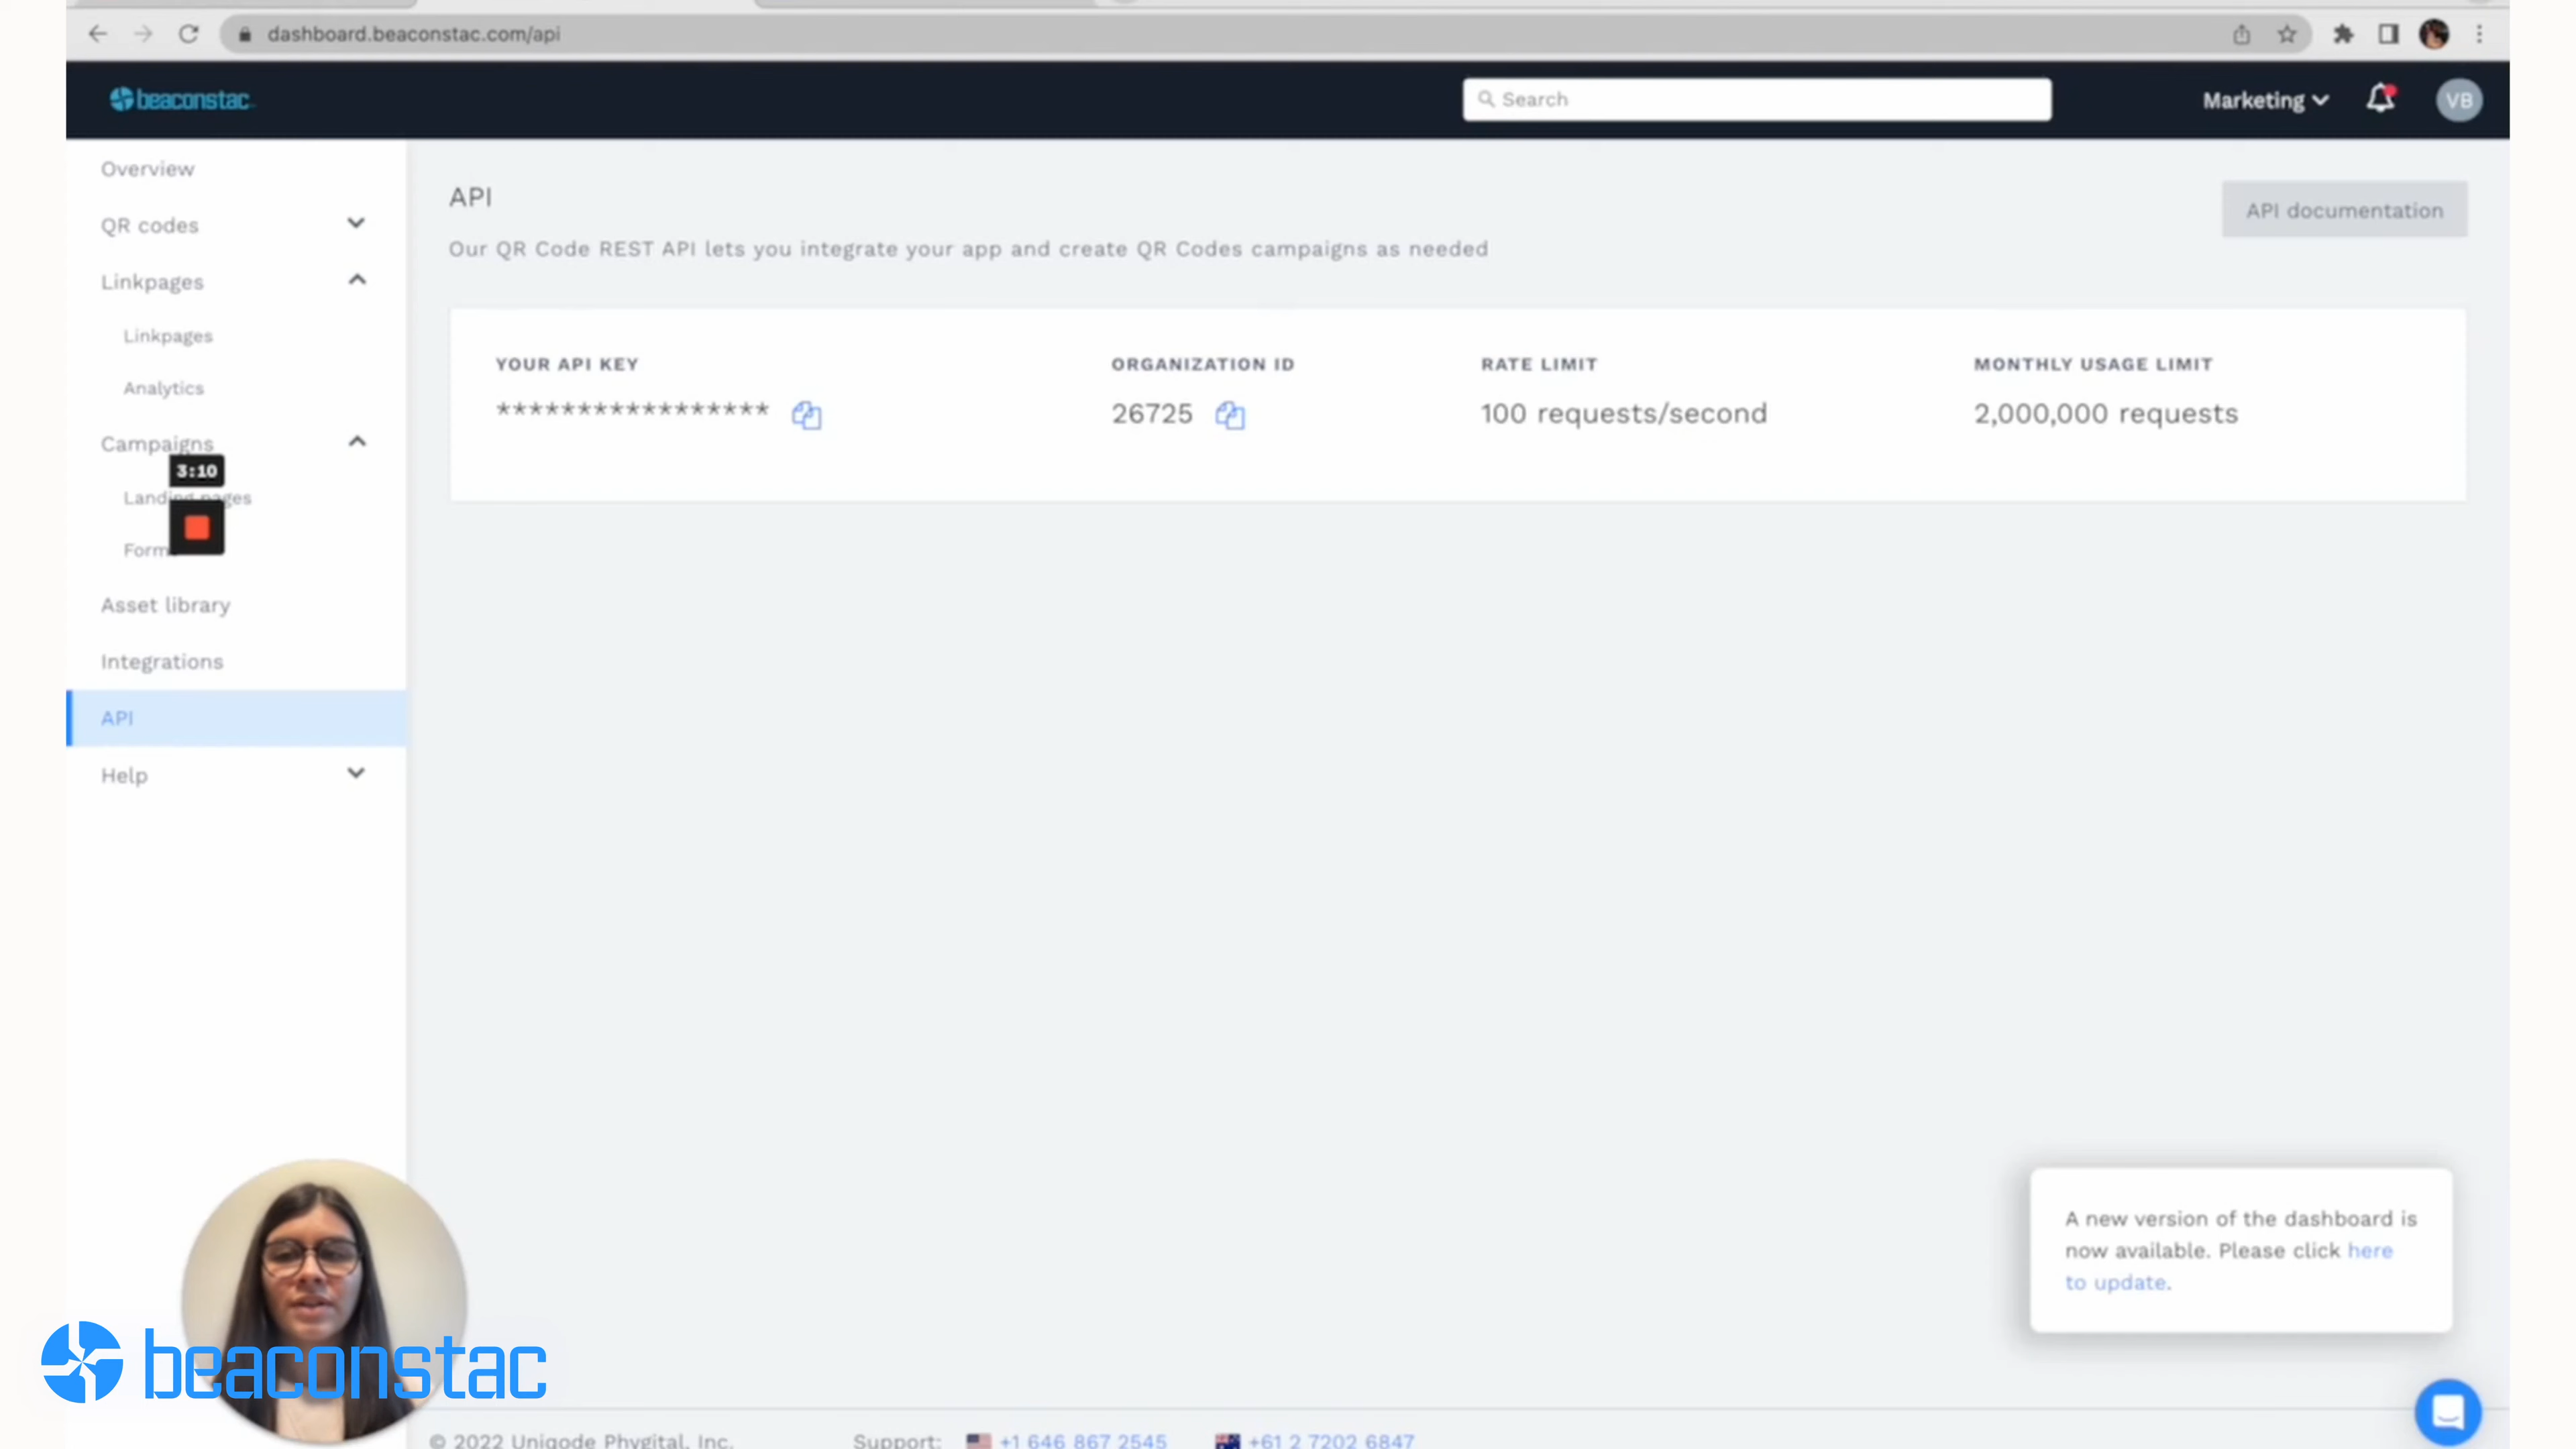 dashboard.beaconstac.com/api
beaconstac
Search
Marketing
VB
Overview
QR codes
Linkpages
Linkpages
Analytics
Campaigns
3:10
Landing pages
Form
Asset library
Integrations
API
Help
API
API documentation
Our QR Code REST API lets you integrate your app and create QR Codes campaigns as needed
YOUR API KEY
*****************
ORGANIZATION ID
26725
RATE LIMIT
100 requests/second
MONTHLY USAGE LIMIT
2,000,000 requests
A new version of the dashboard is
now available. Please click here
to update.
beaconstac
© 2022 Uniqode Phygital, Inc.
Support: +1 646 867 2545 +61 2 7202 6847